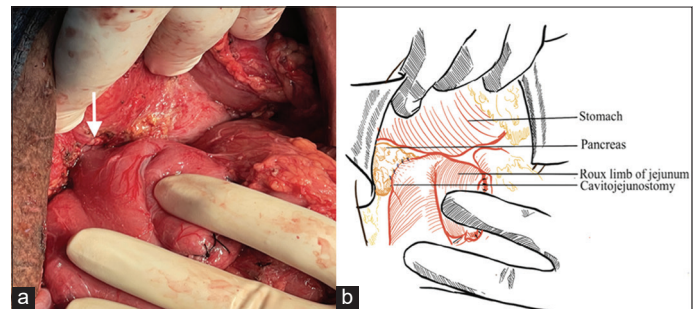 Stomach
Pancreas
Roux limb of jejunum
Cavitojejunostomy
a
b